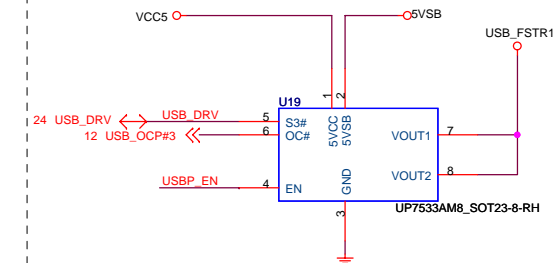 VCC5
5VSB
USB_FSTR1
U19
1
2
24 USB_DRV
USB_DRV
5
S3#
5VCC
5VSB
VOUT1
7
12 USB_OCP#3
6
OC#
USBP_EN
4
EN
GND
VOUT2
8
3
UP7533AM8_SOT23-8-RH